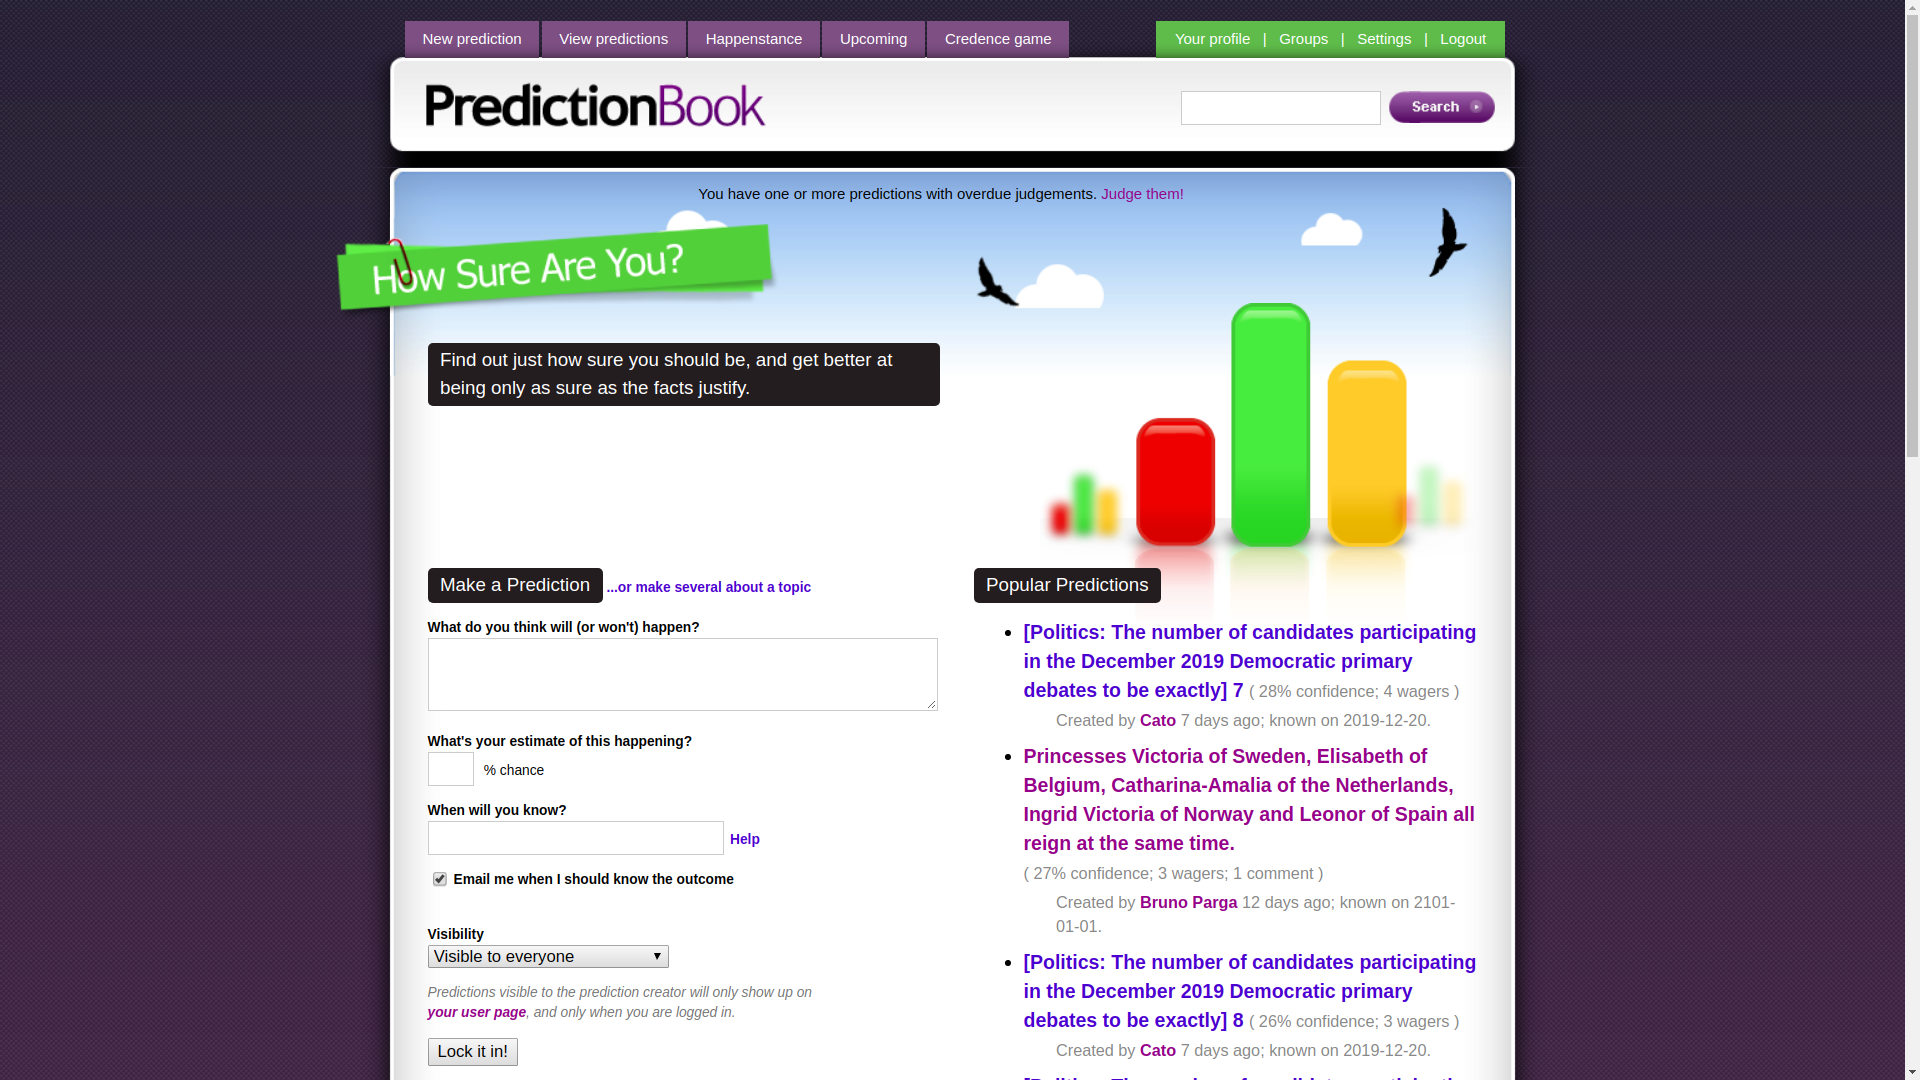 New prediction
View predictions
Happenstance
Upcoming
Credence game
Your profile | Groups | Settings | Logout
PredictionBook
Search
You have one or more predictions with overdue judgements. Judge them!
How Sure Are You?
Find out just how sure you should be, and get better at
being only as sure as the facts justify.
Make a Prediction ...or make several about a topic
What do you think will (or won't) happen?
What's your estimate of this happening?
% chance
When will you know?
Help
Email me when I should know the outcome
Visibility
Visible to everyone
Predictions visible to the prediction creator will only show up on
your user page, and only when you are logged in.
Lock it in!
Popular Predictions
[Politics: The number of candidates participating
in the December 2019 Democratic primary
debates to be exactly] 7 ( 28% confidence; 4 wagers )
Created by Cato 7 days ago; known on 2019-12-20.
Princesses Victoria of Sweden, Elisabeth of
Belgium, Catharina-Amalia of the Netherlands,
Ingrid Victoria of Norway and Leonor of Spain all
reign at the same time.
( 27% confidence; 3 wagers; 1 comment )
Created by Bruno Parga 12 days ago; known on 2101-
01-01.
[Politics: The number of candidates participating
in the December 2019 Democratic primary
debates to be exactly] 8 ( 26% confidence; 3 wagers )
Created by Cato 7 days ago; known on 2019-12-20.